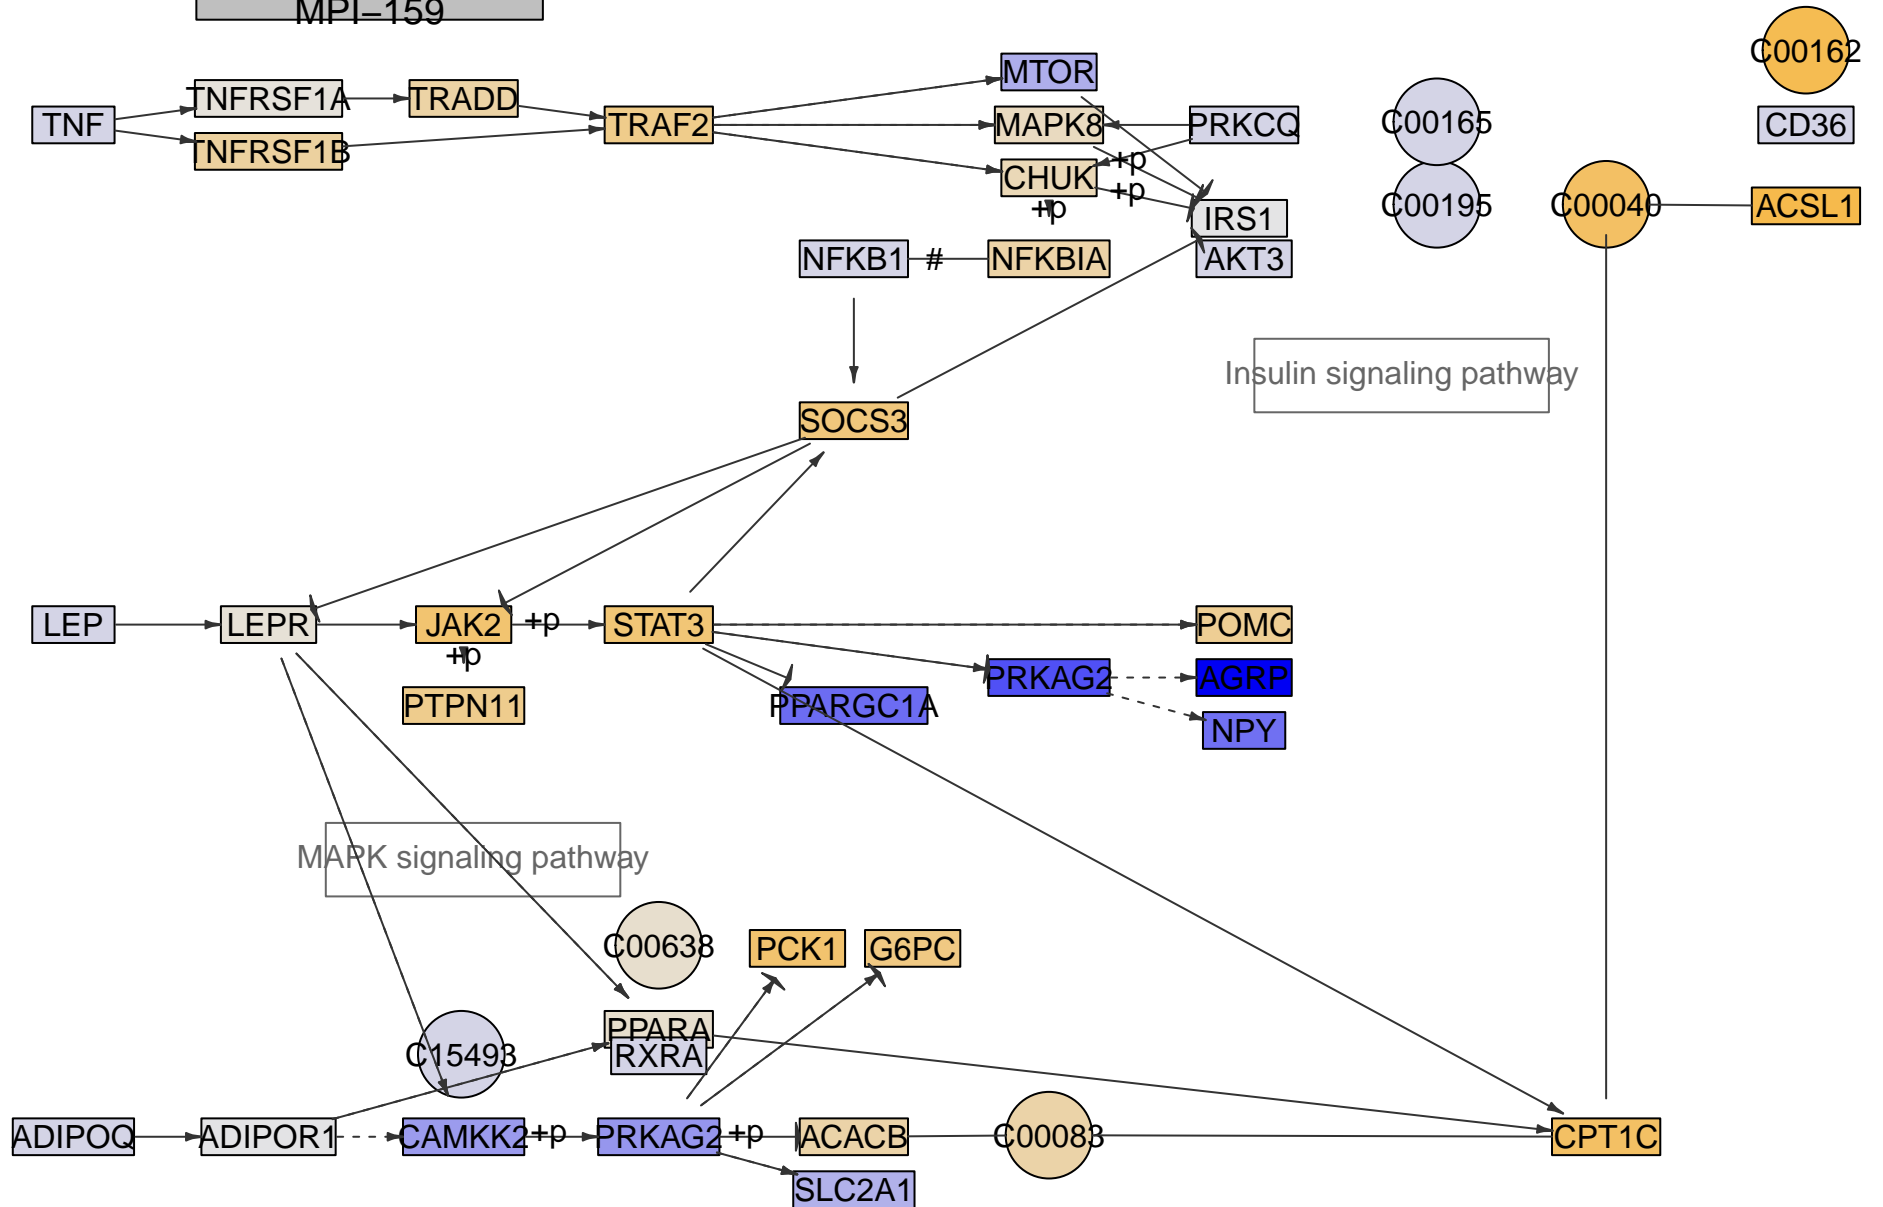 MPI–159
C00162
MTOR
TNFRSF1A
TRADD
TNF
TRAF2
MAPK8
PRKCQ
C00165
CD36
TNFRSF1B
+p
CHUK
+p
+p
IRS1
C00195
C00040
ACSL1
NFKB1
#
NFKBIA
AKT3
Insulin signaling pathway
SOCS3
LEP
LEPR
JAK2
+p
STAT3
POMC
+p
PRKAG2
AGRP
PTPN11
PPARGC1A
NPY
MAPK signaling pathway
C00638
PCK1
G6PC
PPARA
RXRA
C15493
ADIPOQ
ADIPOR1
CAMKK2
+p
PRKAG2
+p
ACACB
C00083
CPT1C
SLC2A1